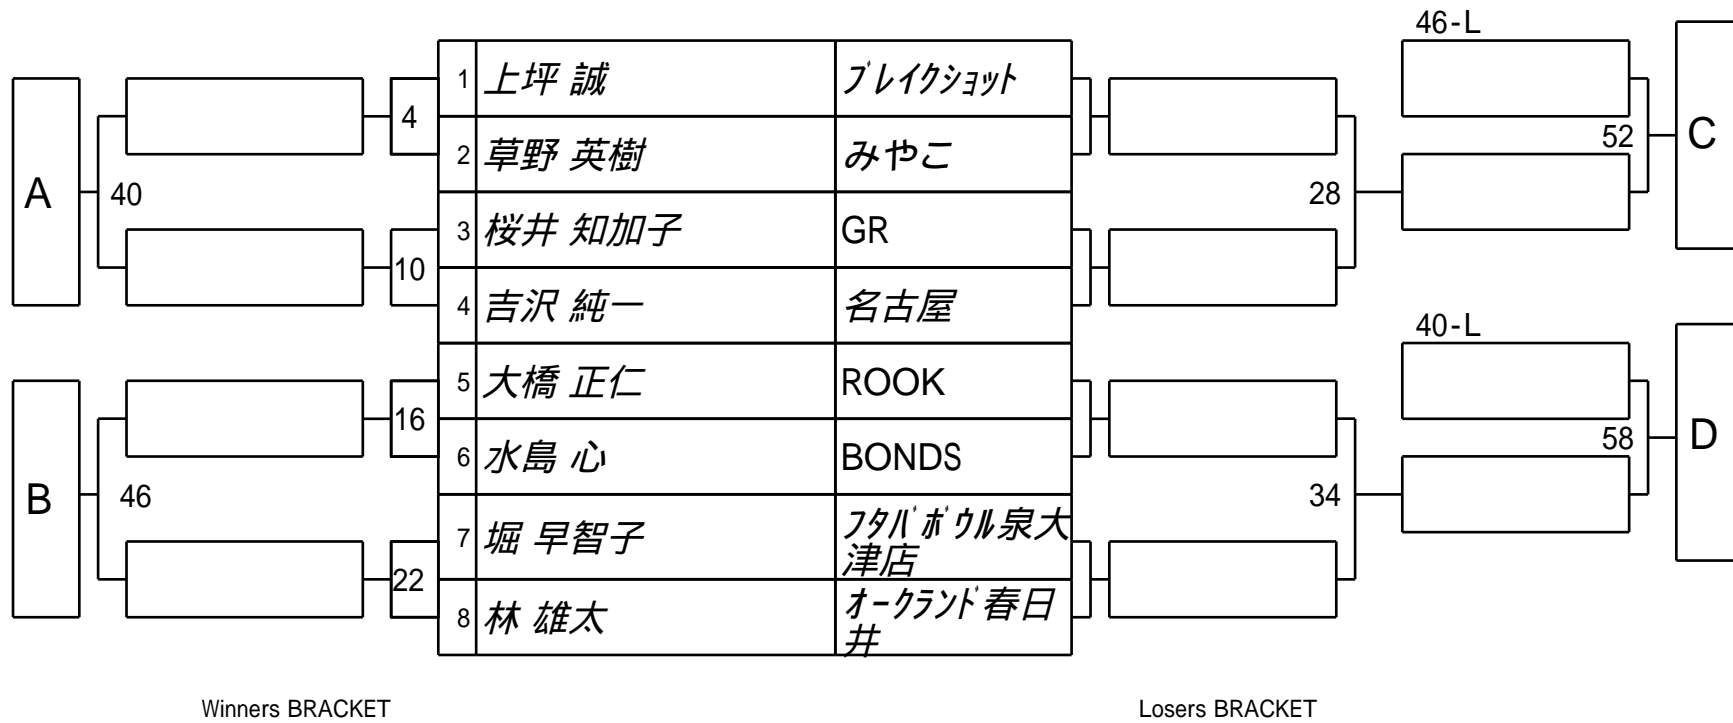 46-L
1 上坪 誠 ブレイクショット
4
2 草野 英樹 みやこ
52
C
A
40
28
3 桜井 知加子 GR
10
4 吉沢 純一 名古屋
40-L
5 大橋 正仁 ROOK
16
6 水島 心 BONDS
58
D
B
46
34
7 堀 早智子 フタバボウル泉大
津店
22
8 林 雄太 オークランド春日
井
Winners BRACKET
Losers BRACKET